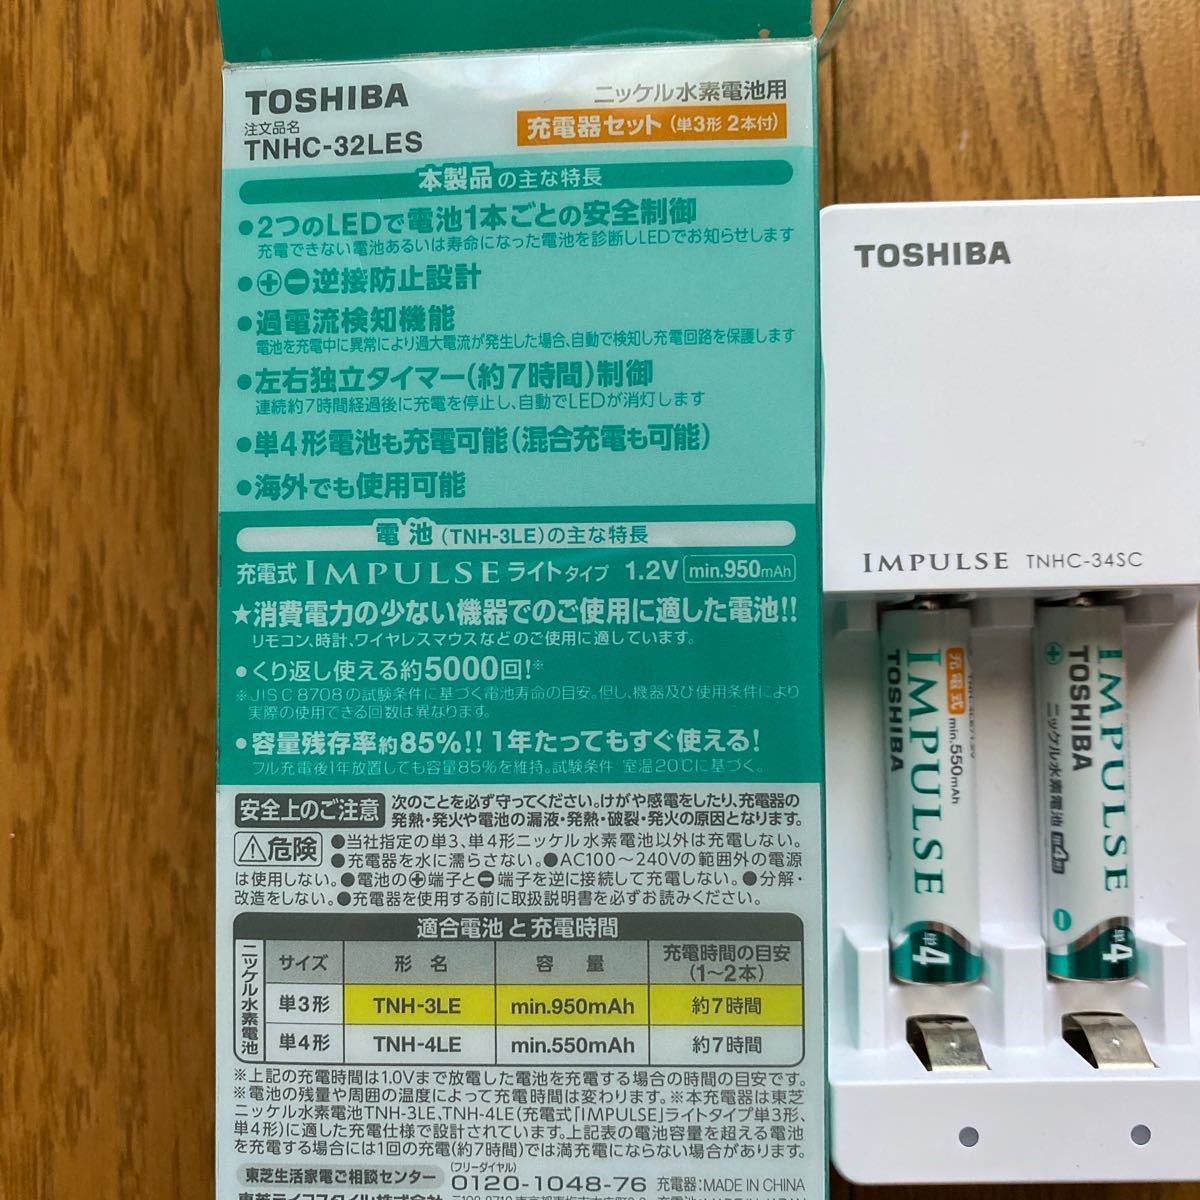 TOSHIBA
注文品名
TNHC-32LES
ニッケル水素電池用
充電器セット(単3形 2本付)
本製品の主な特長
●2つのLEDで電池1本ごとの安全制御
充電できない電池あるいは寿命になった電池を診断しLEDでお知らせします
●⊕⊖逆接防止設計
●過電流検知機能
電池を充電中に異常により過大電流が発生した場合、自動で検知し充電回路を保護します
●左右独立タイマー(約7時間)制御
連続約7時間経過後に充電を停止し、自動でLEDが消灯します
●単4形電池も充電可能(混合充電も可能)
●海外でも使用可能
電池(TNH-3LE)の主な特長
充電式IMPULSEライトタイプ 1.2V min.950mAh
★消費電力の少ない機器でのご使用に適した電池!!
リモコン、時計、ワイヤレスマウスなどのご使用に適しています。
●くり返し使える約5000回!※
※JIS C 8708の試験条件に基づく電池寿命の目安。但し、機器及び使用条件により
実際の使用できる回数は異なります。
●容量残存率約85%!! 1年たってもすぐ使える!
フル充電後1年放置しても容量85%を維持。試験条件 室温20℃に基づく。
安全上のご注意 次のことを必ず守ってください。けがや感電をしたり、充電器の
発熱・発火や電池の漏液・発熱・破裂・発火の原因となります。
⚠危険 ●当社指定の単3、単4形ニッケル水素電池以外は充電しない。
●充電器を水に濡らさない。●AC100～240Vの範囲外の電源
は使用しない。●電池の⊕端子と⊖端子を逆に接続して充電しない。●分解・
改造をしない。●充電器を使用する前に取扱説明書を必ずお読みください。
適合電池と充電時間
ニッケル水素電池
サイズ 形名 容量 充電時間の目安
(1～2本)
単3形 TNH-3LE min.950mAh 約7時間
単4形 TNH-4LE min.550mAh 約7時間
※上記の充電時間は1.0Vまで放電した電池を充電する場合の時間の目安です。
※電池の残量や周囲の温度によって充電時間は変わります。※本充電器は東芝
ニッケル水素電池TNH-3LE、TNH-4LE(充電式「IMPULSE」ライトタイプ単3形、
単4形)に適した充電仕様で設計されています。上記表の電池容量を超える電池
を充電する場合には1回の充電(約7時間)では満充電にならない場合があります。
東芝生活家電ご相談センター (フリーダイヤル) 0120-1048-76 充電器:MADE IN CHINA
東芝ライフスタイル株式会社
TOSHIBA
IMPULSE TNHC-34SC
充電式
IMPULSE
min.550mAh
TOSHIBA
単4
IMPULSE
⊕ TOSHIBA
ニッケル水素電池
⊖
単4